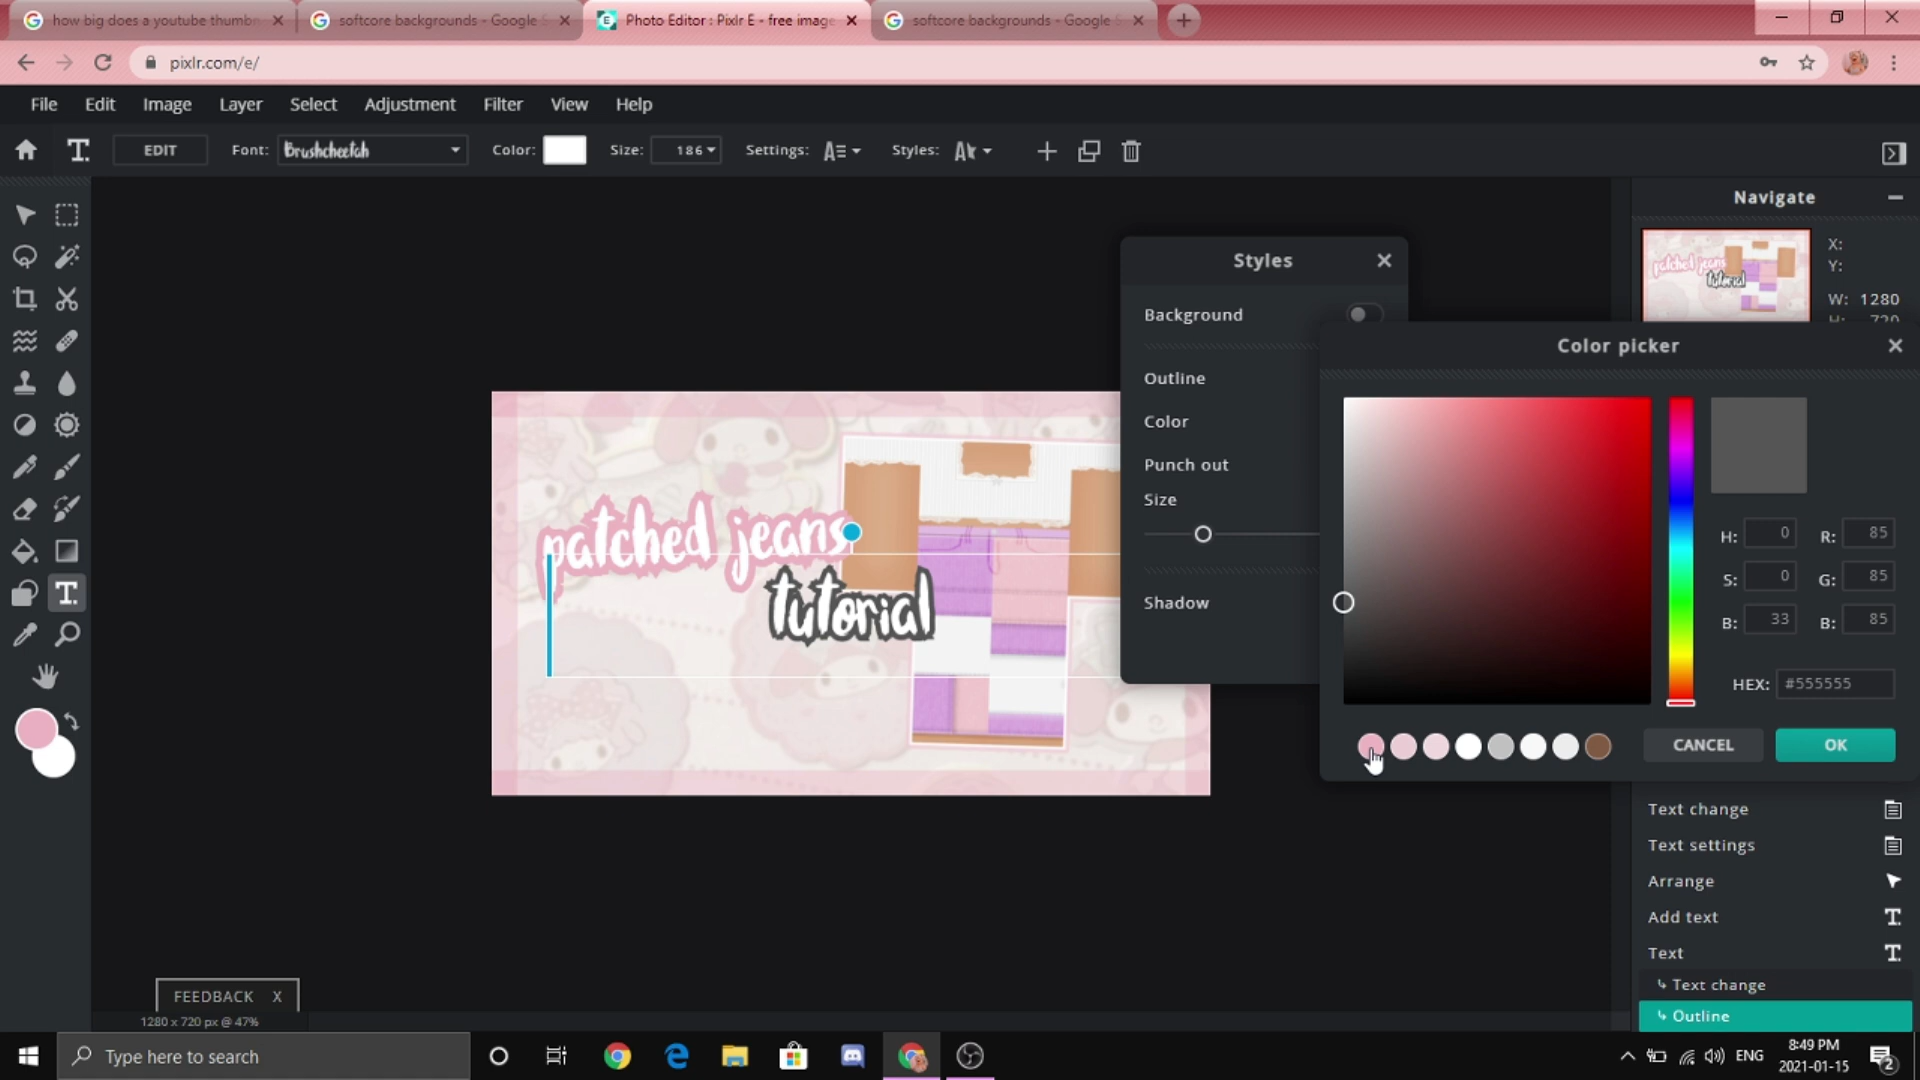 how big does a youtube thumbn
softcore backgrounds - Google S
Photo Editor : Pixlr E - free image
softcore backgrounds - Google S
pixlr.com/e/
File Edit Image Layer Select Adjustment Filter View Help
EDIT Font: Brushcheetah Color: Size: 186 Settings: Styles:
Navigate
X:
Y:
W: 1280
H: 720
Styles
Background
Outline
Color
Punch out
Size
Shadow
Color picker
H: 0 R: 85
S: 0 G: 85
B: 33 B: 85
HEX: #555555
CANCEL OK
patched jeans
tutorial
Text change
Text settings
Arrange
Add text
Text
Text change
Outline
FEEDBACK X
1280 x 720 px @ 47%
Type here to search
ENG
8:49 PM
2021-01-15
2